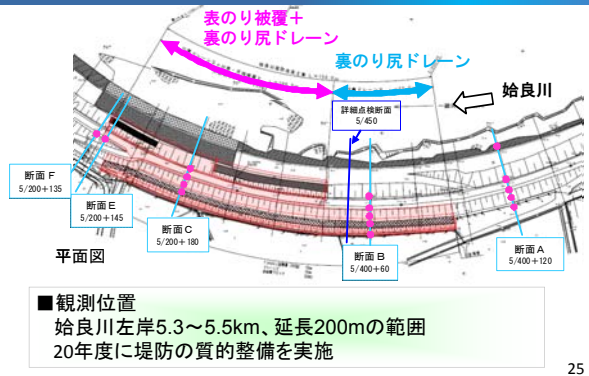 表のり被覆＋
裏のり尻ドレーン
裏のり尻ドレーン
姶良川
詳細点検断面
5/450
断面 F
5/200＋135
断面 E
5/200＋145
断面 C
5/200＋180
断面 B
5/400＋60
断面 A
5/400＋120
平面図
■観測位置
姶良川左岸5.3～5.5km、延長200mの範囲
20年度に堤防の質的整備を実施
25